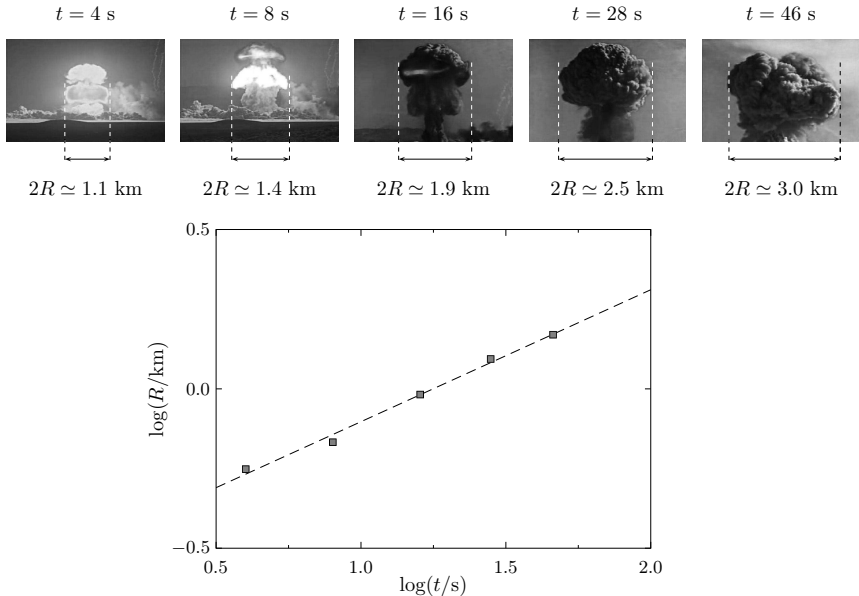 t = 4 s
t = 8 s
t = 16 s
t = 28 s
t = 46 s
2R ≃ 1.1 km
2R ≃ 1.4 km
2R ≃ 1.9 km
2R ≃ 2.5 km
2R ≃ 3.0 km
0.5
0.0
−0.5
log(R/km)
0.5
1.0
1.5
2.0
log(t/s)